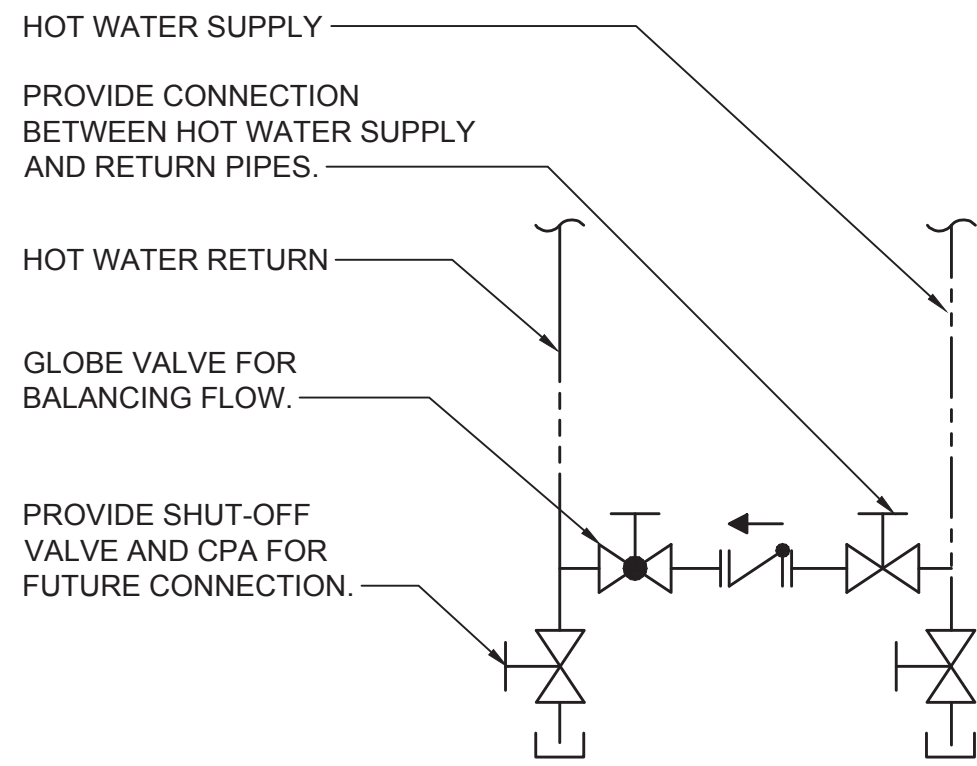 HOT WATER SUPPLY
PROVIDE CONNECTION
BETWEEN HOT WATER SUPPLY
AND RETURN PIPES.
HOT WATER RETURN
GLOBE VALVE FOR
BALANCING FLOW.
PROVIDE SHUT-OFF
VALVE AND CPA FOR
FUTURE CONNECTION.